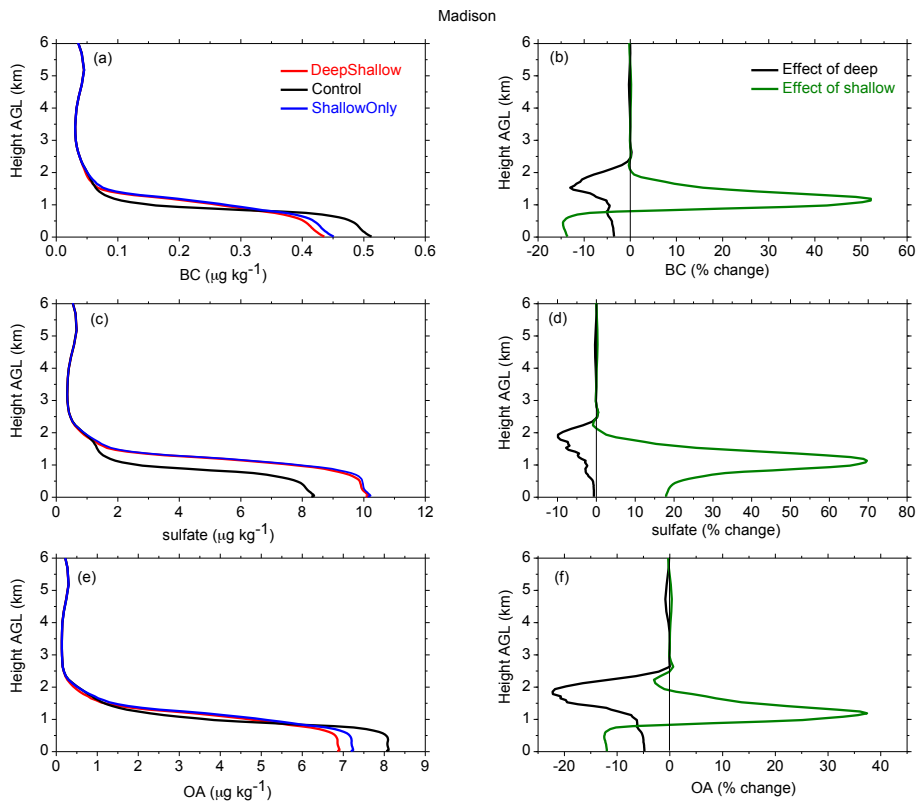 Madison
(a)
DeepShallow
Control
ShallowOnly
Height AGL (km)
6
5
4
3
2
1
0
0.0 0.1 0.2 0.3 0.4 0.5 0.6
BC (μg kg⁻¹)
(b)
Effect of deep
Effect of shallow
Height AGL (km)
6
5
4
3
2
1
0
-20 -10 0 10 20 30 40 50 60
BC (% change)
(c)
Height AGL (km)
6
5
4
3
2
1
0
0 2 4 6 8 10 12
sulfate (μg kg⁻¹)
(d)
Height AGL (km)
6
5
4
3
2
1
0
-10 0 10 20 30 40 50 60 70 80
sulfate (% change)
(e)
Height AGL (km)
6
5
4
3
2
1
0
0 1 2 3 4 5 6 7 8 9
OA (μg kg⁻¹)
(f)
Height AGL (km)
6
5
4
3
2
1
0
-20 -10 0 10 20 30 40
OA (% change)